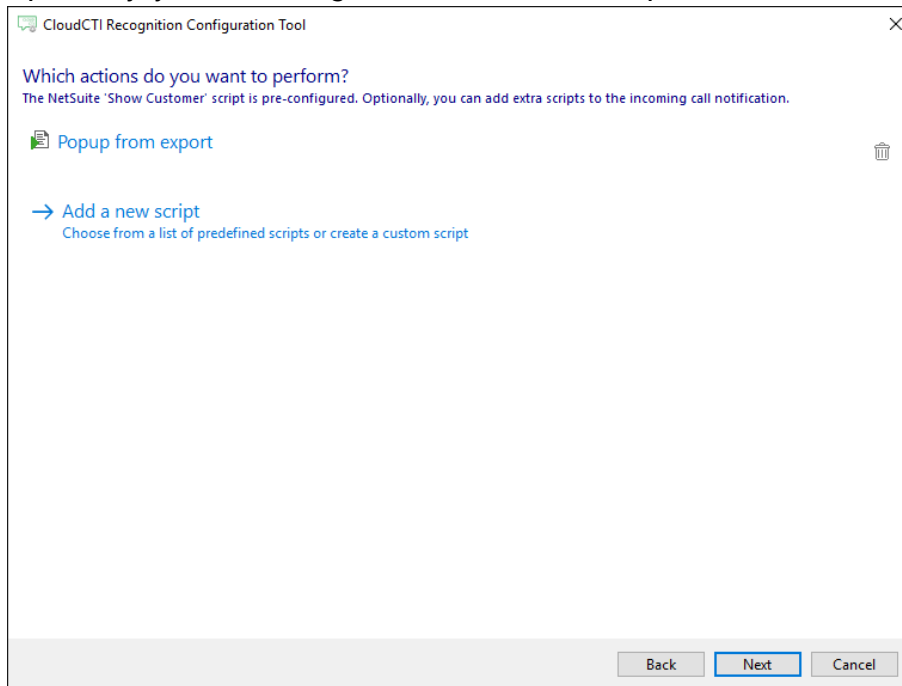 CloudCTI Recognition Configuration Tool
Which actions do you want to perform?
The NetSuite 'Show Customer' script is pre-configured. Optionally, you can add extra scripts to the incoming call notification.
Popup from export
Add a new script
Choose from a list of predefined scripts or create a custom script
Back Next Cancel